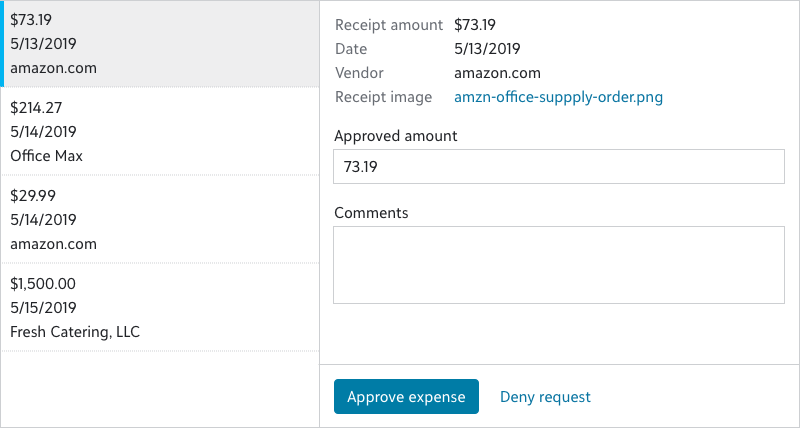 $73.19
5/13/2019
amazon.com
$214.27
5/14/2019
Office Max
$29.99
5/14/2019
amazon.com
$1,500.00
5/15/2019
Fresh Catering, LLC
Receipt amount $73.19
Date 5/13/2019
Vendor amazon.com
Receipt image amzn-office-suppply-order.png
Approved amount
73.19
Comments
Approve expense Deny request